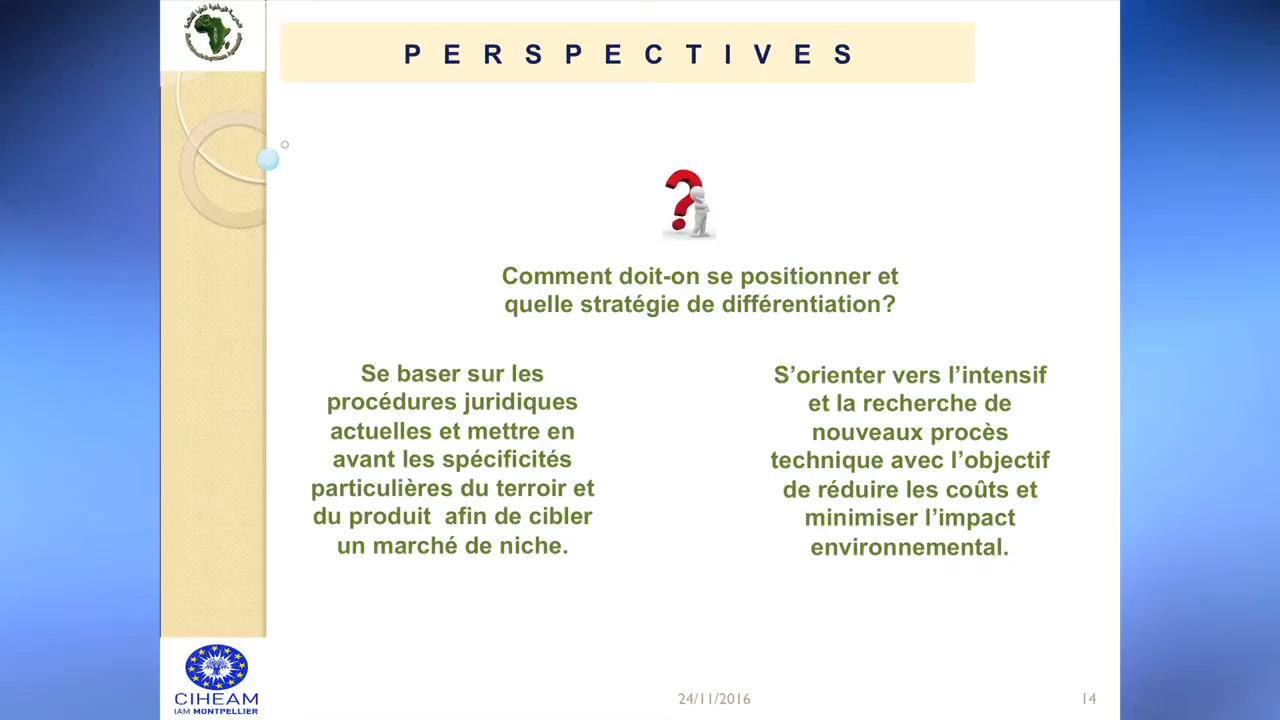 P E R S P E C T I V E S
Comment doit-on se positionner et
quelle stratégie de différentiation?
Se baser sur les
procédures juridiques
actuelles et mettre en
avant les spécificités
particulières du terroir et
du produit afin de cibler
un marché de niche.
S’orienter vers l’intensif
et la recherche de
nouveaux procès
technique avec l’objectif
de réduire les coûts et
minimiser l’impact
environnemental.
CIHEAM
IAM MONTPELLIER
24/11/2016
14